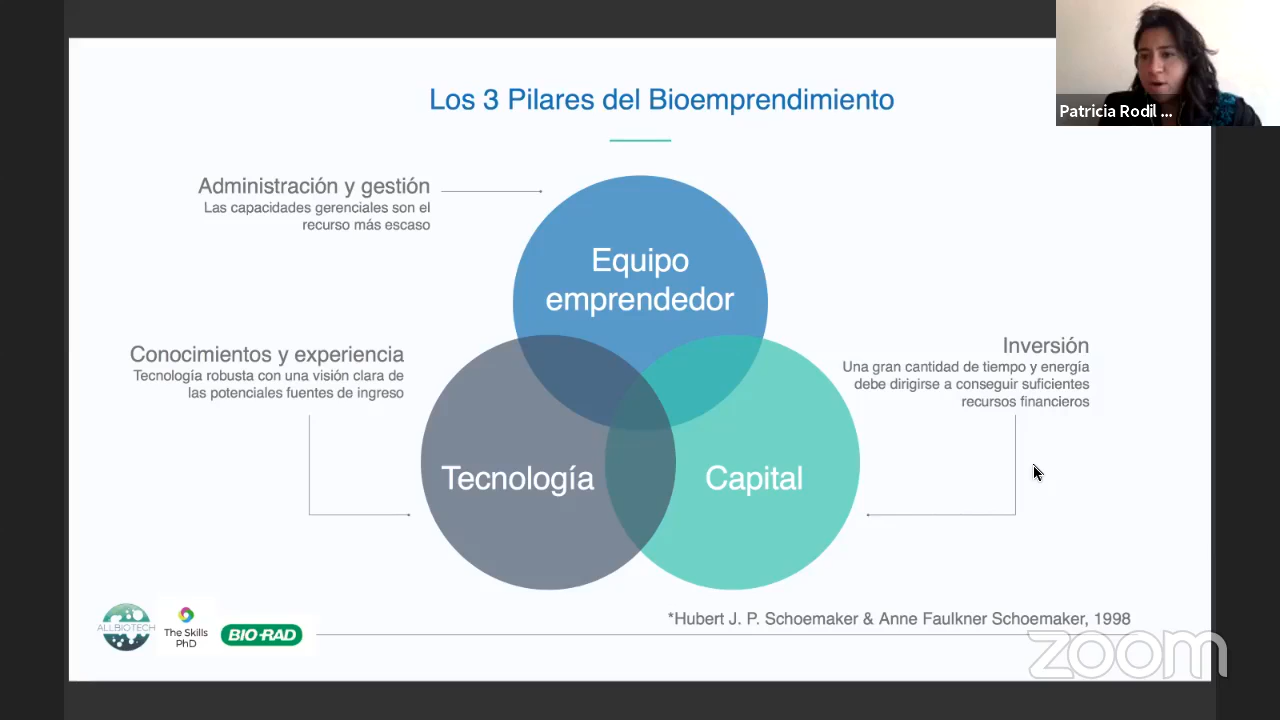 Los 3 Pilares del Bioemprendimiento
Patricia Rodil ...
Administración y gestión
Las capacidades gerenciales son el
recurso más escaso
Equipo
emprendedor
Conocimientos y experiencia
Tecnología robusta con una visión clara de
las potenciales fuentes de ingreso
Inversión
Una gran cantidad de tiempo y energía
debe dirigirse a conseguir suficientes
recursos financieros
Tecnología
Capital
*Hubert J. P. Schoemaker & Anne Faulkner Schoemaker, 1998
ALLBIOTECH
The Skills
PhD
BIO-RAD
zoom